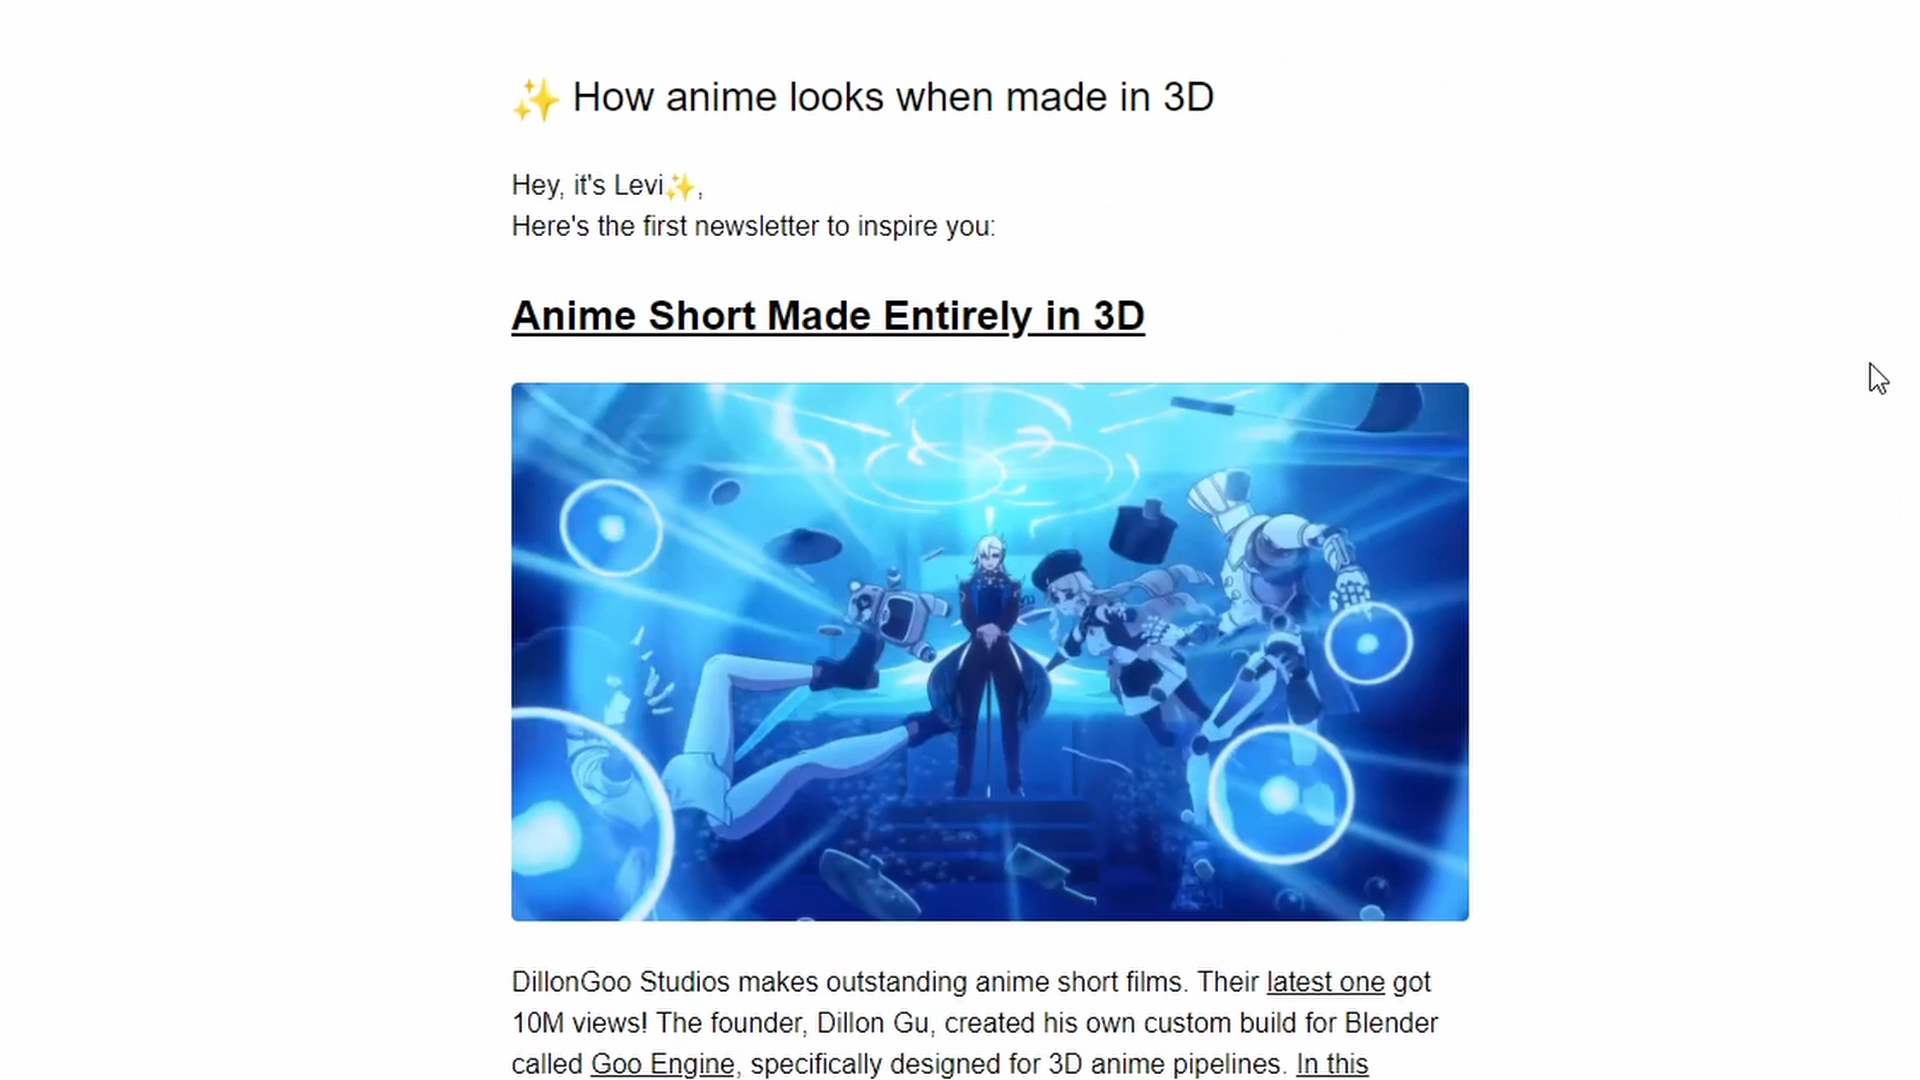 ✨ How anime looks when made in 3D
Hey, it's Levi✨,
Here's the first newsletter to inspire you:
Anime Short Made Entirely in 3D
DillonGoo Studios makes outstanding anime short films. Their latest one got
10M views! The founder, Dillon Gu, created his own custom build for Blender
called Goo Engine, specifically designed for 3D anime pipelines. In this